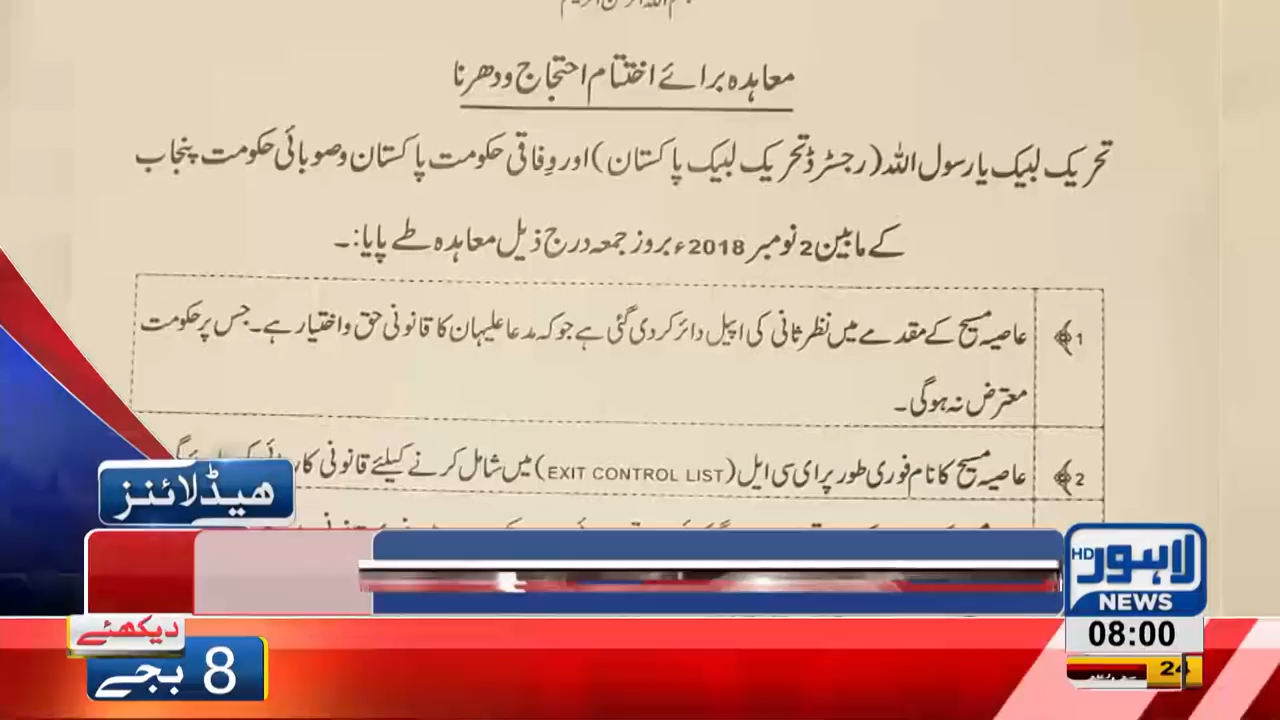 معاہدہ برائے اختتام احتجاج ودھرنا
تحریک لبیک یارسول اللہ (رجسٹرڈ تحریک لبیک پاکستان) اور وِفاقی حکومت پاکستان وصوبائی حکومت پنجاب
کے مابین 2 نومبر 2018ء بروز جمعہ درج ذیل معاہدہ طے پایا:۔
1 عاصیہ مسیح کے مقدمے میں نظر ثانی کی اپیل دائر کردی گئی ہے جو کہ مدعا علیہان کا قانونی حق و اختیار ہے۔ جس پر حکومت
معترض نہ ہوگی۔
2 عاصیہ مسیح کا نام فوری طور پر ای سی ایل (EXIT CONTROL LIST) میں شامل کرنے کیلئے قانونی
ھیڈلائنز
لاہور HD
NEWS
08:00
دیکھئے
8 بجے
24